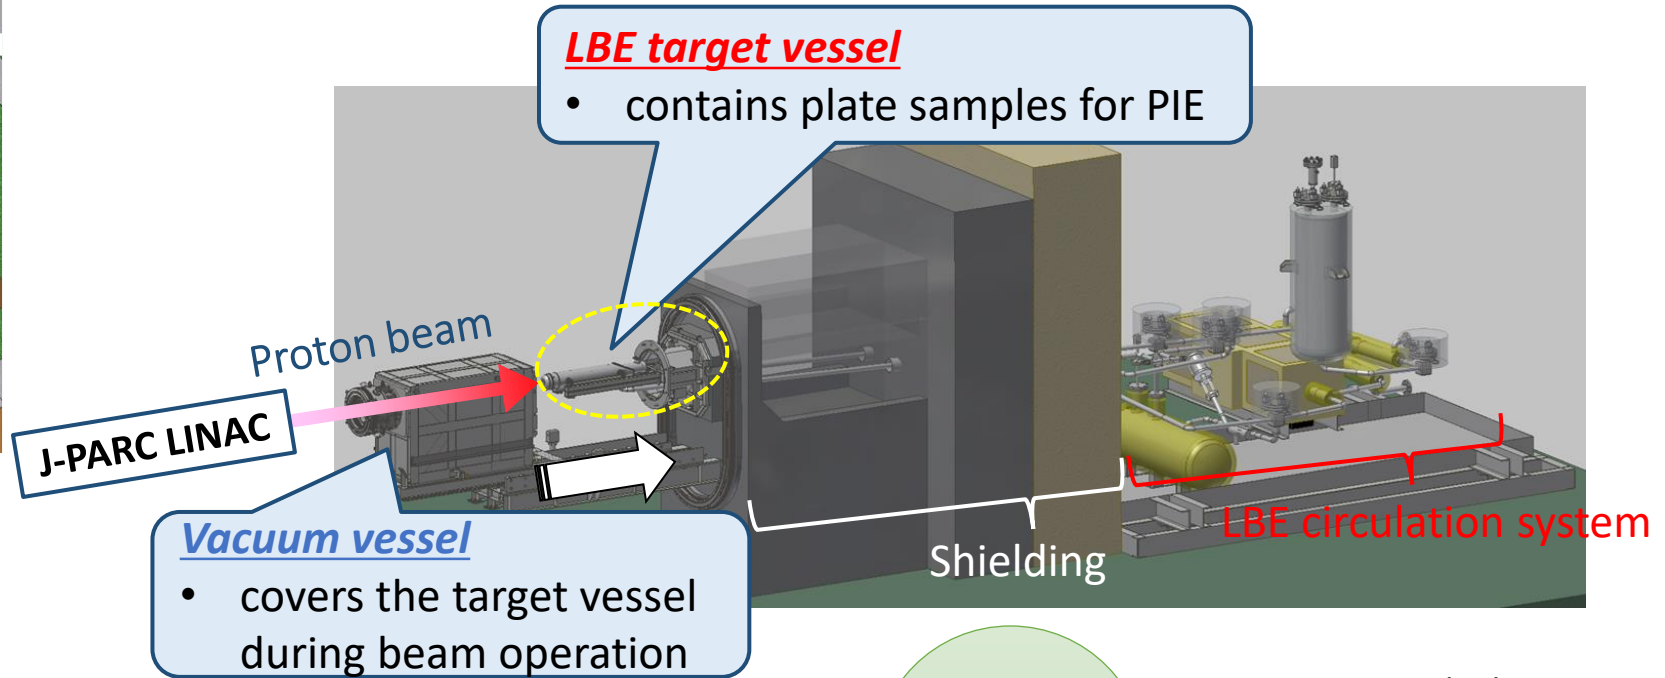 LBE target vessel
• contains plate samples for PIE
Proton beam
J-PARC LINAC
Vacuum vessel
• covers the target vessel
during beam operation
Shielding
LBE circulation system